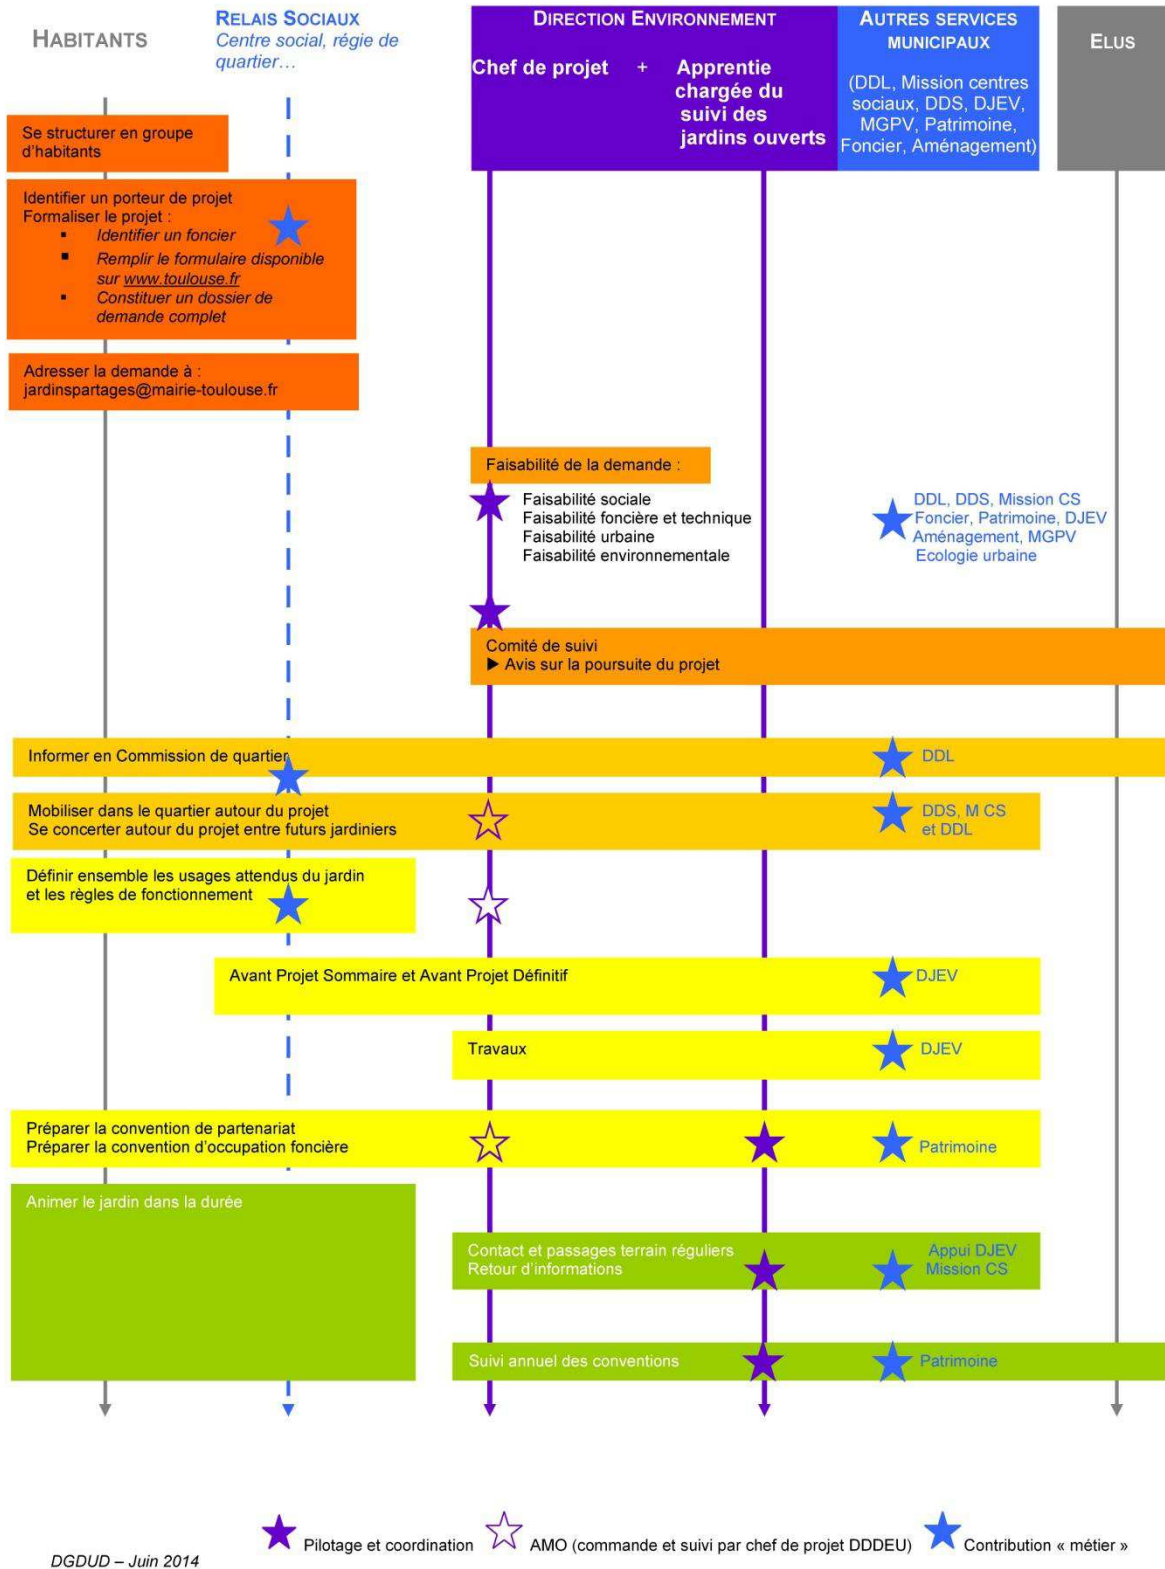 HABITANTS
RELAIS SOCIAUX
Centre social, régie de
quartier…
DIRECTION ENVIRONNEMENT
Chef de projet + Apprentie
chargée du
suivi des
jardins ouverts
AUTRES SERVICES
MUNICIPAUX
(DDL, Mission centres
sociaux, DDS, DJEV,
MGPV, Patrimoine,
Foncier, Aménagement)
ELUS
Se structurer en groupe
d'habitants
Identifier un porteur de projet
Formaliser le projet :
▪ Identifier un foncier
▪ Remplir le formulaire disponible
sur www.toulouse.fr
▪ Constituer un dossier de
demande complet
Adresser la demande à :
jardinspartages@mairie-toulouse.fr
Faisabilité de la demande :
Faisabilité sociale
Faisabilité foncière et technique
Faisabilité urbaine
Faisabilité environnementale
DDL, DDS, Mission CS
Foncier, Patrimoine, DJEV
Aménagement, MGPV
Ecologie urbaine
Comité de suivi
► Avis sur la poursuite du projet
Informer en Commission de quartier
DDL
Mobiliser dans le quartier autour du projet
Se concerter autour du projet entre futurs jardiniers
DDS, M CS
et DDL
Définir ensemble les usages attendus du jardin
et les règles de fonctionnement
Avant Projet Sommaire et Avant Projet Définitif
DJEV
Travaux
DJEV
Préparer la convention de partenariat
Préparer la convention d'occupation foncière
Patrimoine
Animer le jardin dans la durée
Contact et passages terrain réguliers
Retour d'informations
Appui DJEV
Mission CS
Suivi annuel des conventions
Patrimoine
Pilotage et coordination
AMO (commande et suivi par chef de projet DDDEU)
Contribution « métier »
DGDUD – Juin 2014